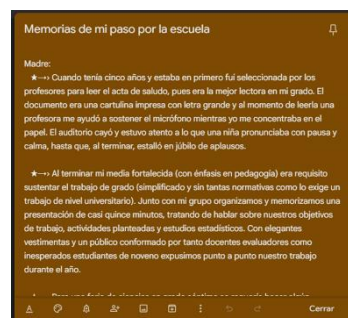 Memorias de mi paso por la escuela
Madre:
★—›› Cuando tenía cinco años y estaba en primero fui seleccionada por los
profesores para leer el acta de saludo, pues era la mejor lectora en mi grado. El
documento era una cartulina impresa con letra grande y al momento de leerla una
profesora me ayudó a sostener el micrófono mientras yo me concentraba en el
papel. El auditorio cayó y estuvo atento a lo que una niña pronunciaba con pausa y
calma, hasta que, al terminar, estalló en júbilo de aplausos.
★—›› Al terminar mi media fortalecida (con énfasis en pedagogía) era requisito
sustentar el trabajo de grado (simplificado y sin tantas normativas como lo exige un
trabajo de nivel universitario). Junto con mi grupo organizamos y memorizamos una
presentación de casi quince minutos, tratando de hablar sobre nuestros objetivos
de trabajo, actividades planteadas y estudios estadísticos. Con elegantes
vestimentas y un público conformado por tanto docentes evaluadores como
inesperados estudiantes de noveno expusimos punto a punto nuestro trabajo
durante el año.
Cerrar